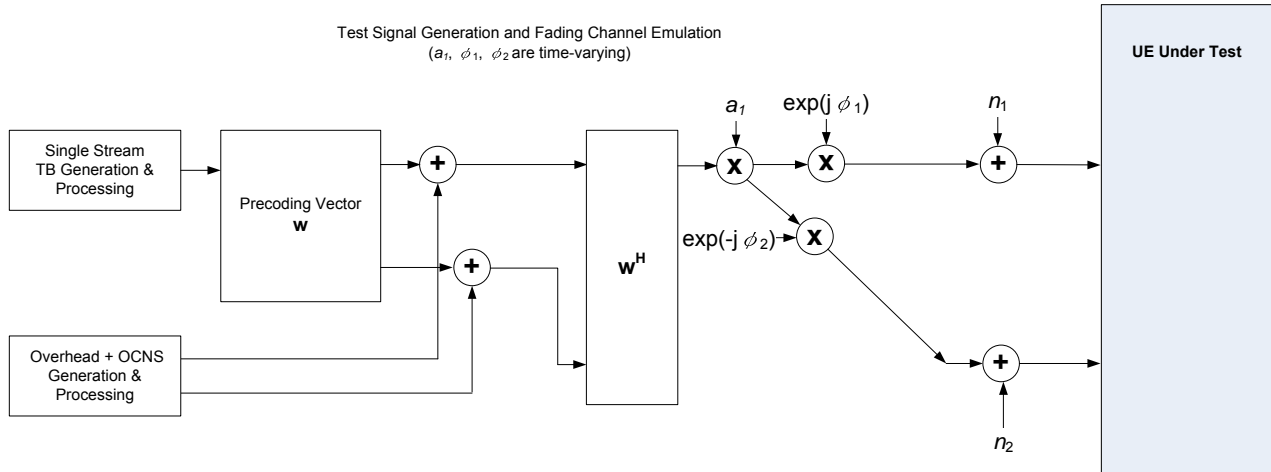 Test Signal Generation and Fading Channel Emulation
(a₁, ϕ₁, ϕ₂ are time-varying)
UE Under Test
a₁
exp(j ϕ₁)
n₁
Single Stream
TB Generation &
Processing
+
x
x
+
Precoding Vector
w
exp(-j ϕ₂)
x
+
wᴴ
Overhead + OCNS
Generation &
Processing
+
n₂